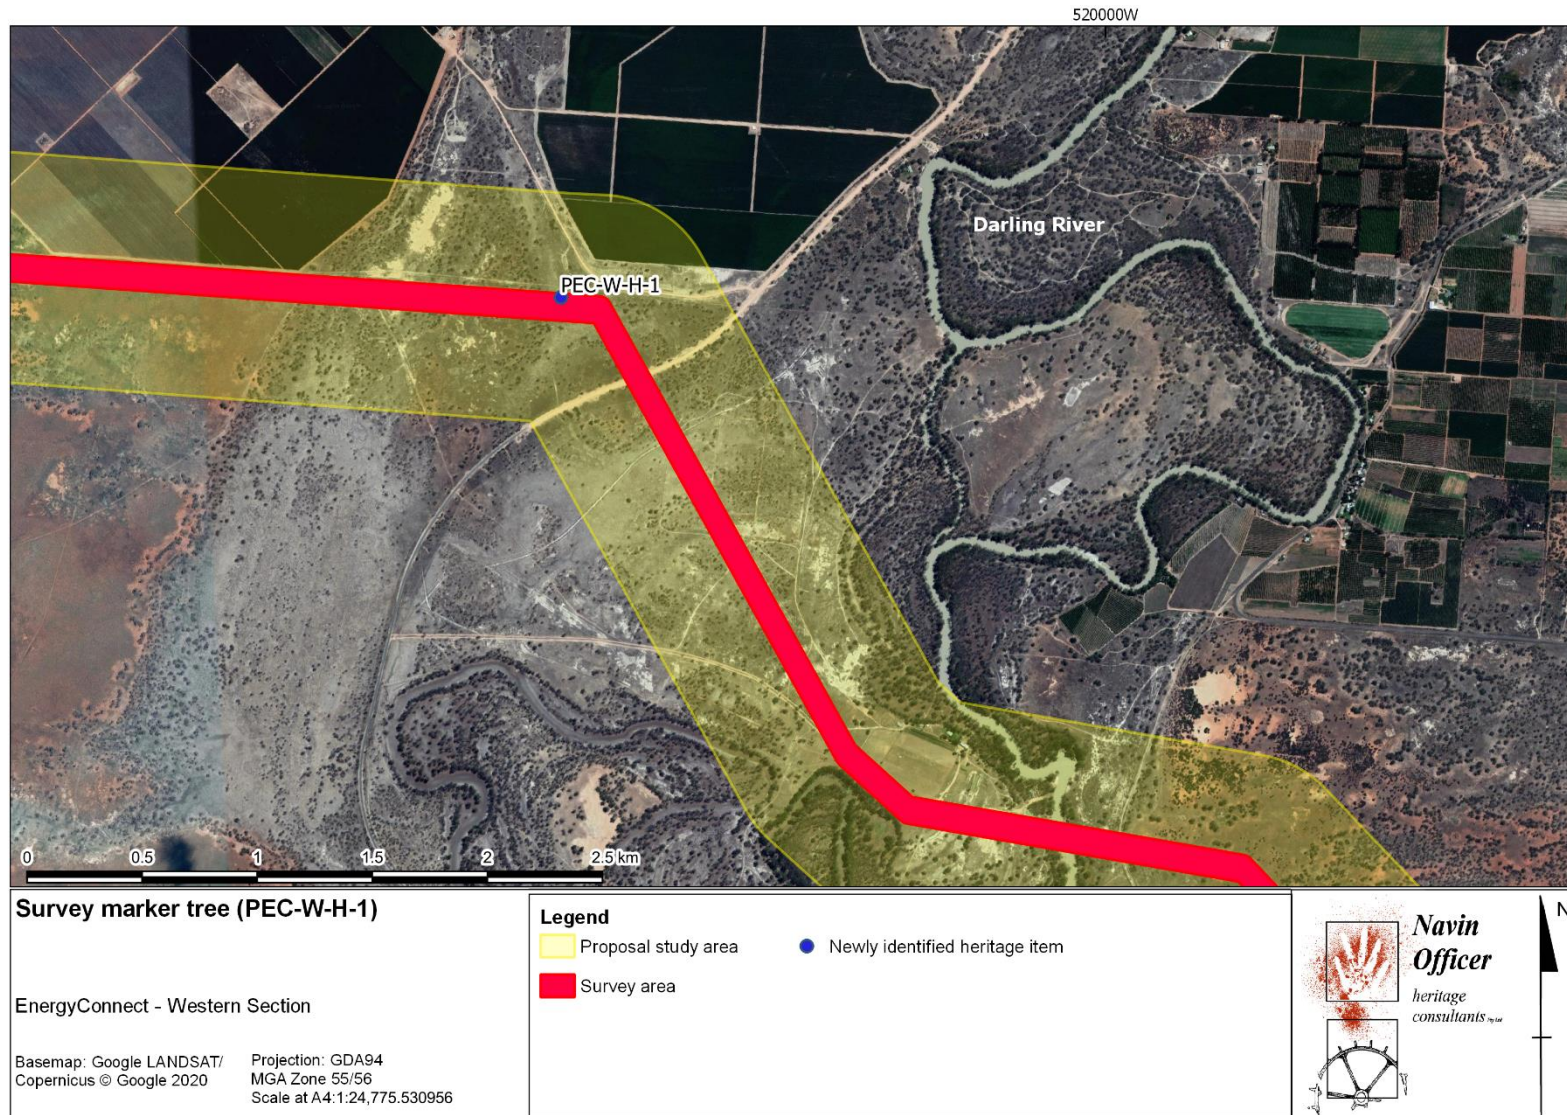 520000W
Darling River
PEC-W-H-1
0 0.5 1 1.5 2 2.5 km
Survey marker tree (PEC-W-H-1)
EnergyConnect - Western Section
Basemap: Google LANDSAT/
Copernicus © Google 2020
Projection: GDA94
MGA Zone 55/56
Scale at A4:1:24,775.530956
Legend
Proposal study area
Newly identified heritage item
Survey area
Navin
Officer
heritage
consultants Pty Ltd
N